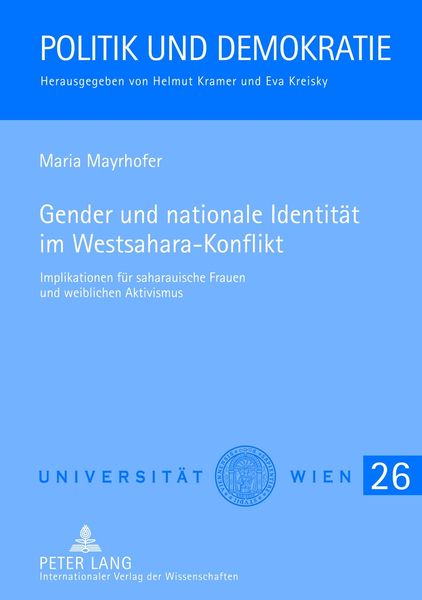 POLITIK UND DEMOKRATIE
Herausgegeben von Helmut Kramer und Eva Kreisky
Maria Mayrhofer
Gender und nationale Identität
im Westsahara-Konflikt
Implikationen für saharauische Frauen
und weiblichen Aktivismus
UNIVERSITÄT WIEN 26
PETER LANG
Internationaler Verlag der Wissenschaften